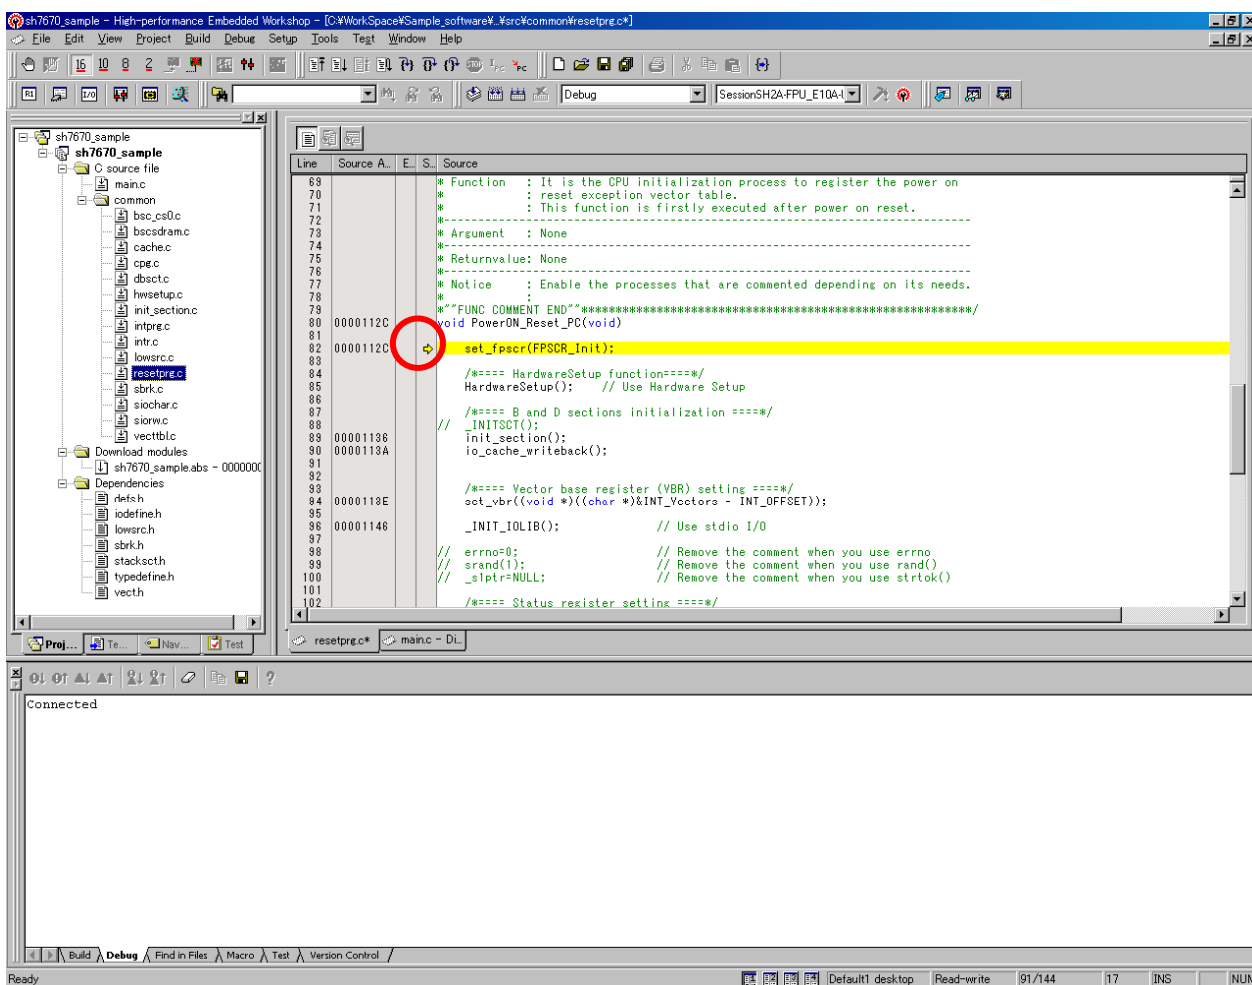 sh7670_sample - High-performance Embedded Workshop - [C:¥WorkSpace¥Sample_software¥...¥src¥common¥resetprg.c*]
File Edit View Project Build Debug Setup Tools Test Window Help
16 10 8 2
R1 I/O Debug SessionSH2A-FPU_E10A-U
sh7670_sample
sh7670_sample
C source file
main.c
common
bsc_cs0.c
bscsdram.c
cache.c
cpg.c
dbsct.c
hwsetup.c
init_section.c
intprg.c
intr.c
lowsrc.c
resetprg.c
sbrk.c
siochar.c
siorw.c
vecttbl.c
Download modules
sh7670_sample.abs - 0000000
Dependencies
defs.h
iodefine.h
lowsrc.h
sbrk.h
stacksct.h
typedefine.h
vect.h
Proj... Te... Nav... Test
Line Source A... E... S... Source
69 * Function : It is the CPU initialization process to register the power on
70 * : reset exception vector table.
71 * : This function is firstly executed after power on reset.
72 *-----------------------------------------------------------------------------
73 * Argument : None
74 *-----------------------------------------------------------------------------
75 * Returnvalue: None
76 *-----------------------------------------------------------------------------
77 * Notice : Enable the processes that are commented depending on its needs.
78 * :
79 *""FUNC COMMENT END""**********************************************************/
80 0000112C void PowerON_Reset_PC(void)
81
82 0000112C set_fpscr(FPSCR_Init);
83
84 /*==== HardwareSetup function====*/
85 HardwareSetup(); // Use Hardware Setup
86
87 /*==== B and D sections initialization ====*/
88 // _INITSCT();
89 00001136 init_section();
90 0000113A io_cache_writeback();
91
92
93 /*==== Vector base register (VBR) setting ====*/
94 0000113E set_vbr((void *)((char *)&INT_Vectors - INT_OFFSET));
95
96 00001146 _INIT_IOLIB(); // Use stdio I/O
97
98 // errno=0; // Remove the comment when you use errno
99 // srand(1); // Remove the comment when you use rand()
100 // _s1ptr=NULL; // Remove the comment when you use strtok()
101
102 /*==== Status register setting ====*/
resetprg.c* main.c - Di...
Connected
Build Debug Find in Files Macro Test Version Control
Ready Default1 desktop Read-write 91/144 17 INS NUM